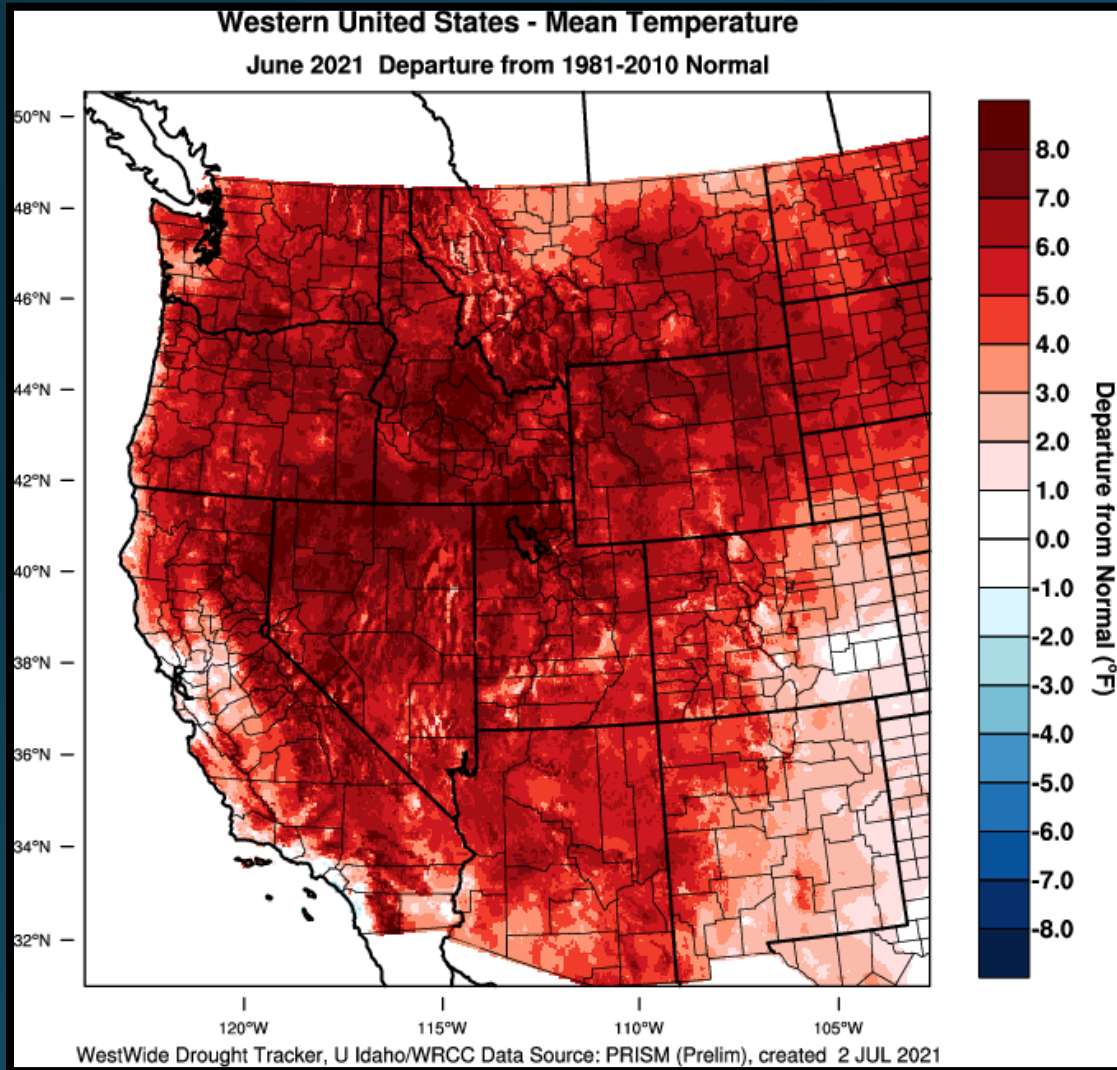 Western United States - Mean Temperature
June 2021 Departure from 1981-2010 Normal
50°N
48°N
46°N
44°N
42°N
40°N
38°N
36°N
34°N
32°N
120°W
115°W
110°W
105°W
8.0
7.0
6.0
5.0
4.0
3.0
2.0
1.0
0.0
-1.0
-2.0
-3.0
-4.0
-5.0
-6.0
-7.0
-8.0
Departure from Normal (°F)
WestWide Drought Tracker, U Idaho/WRCC Data Source: PRISM (Prelim), created 2 JUL 2021